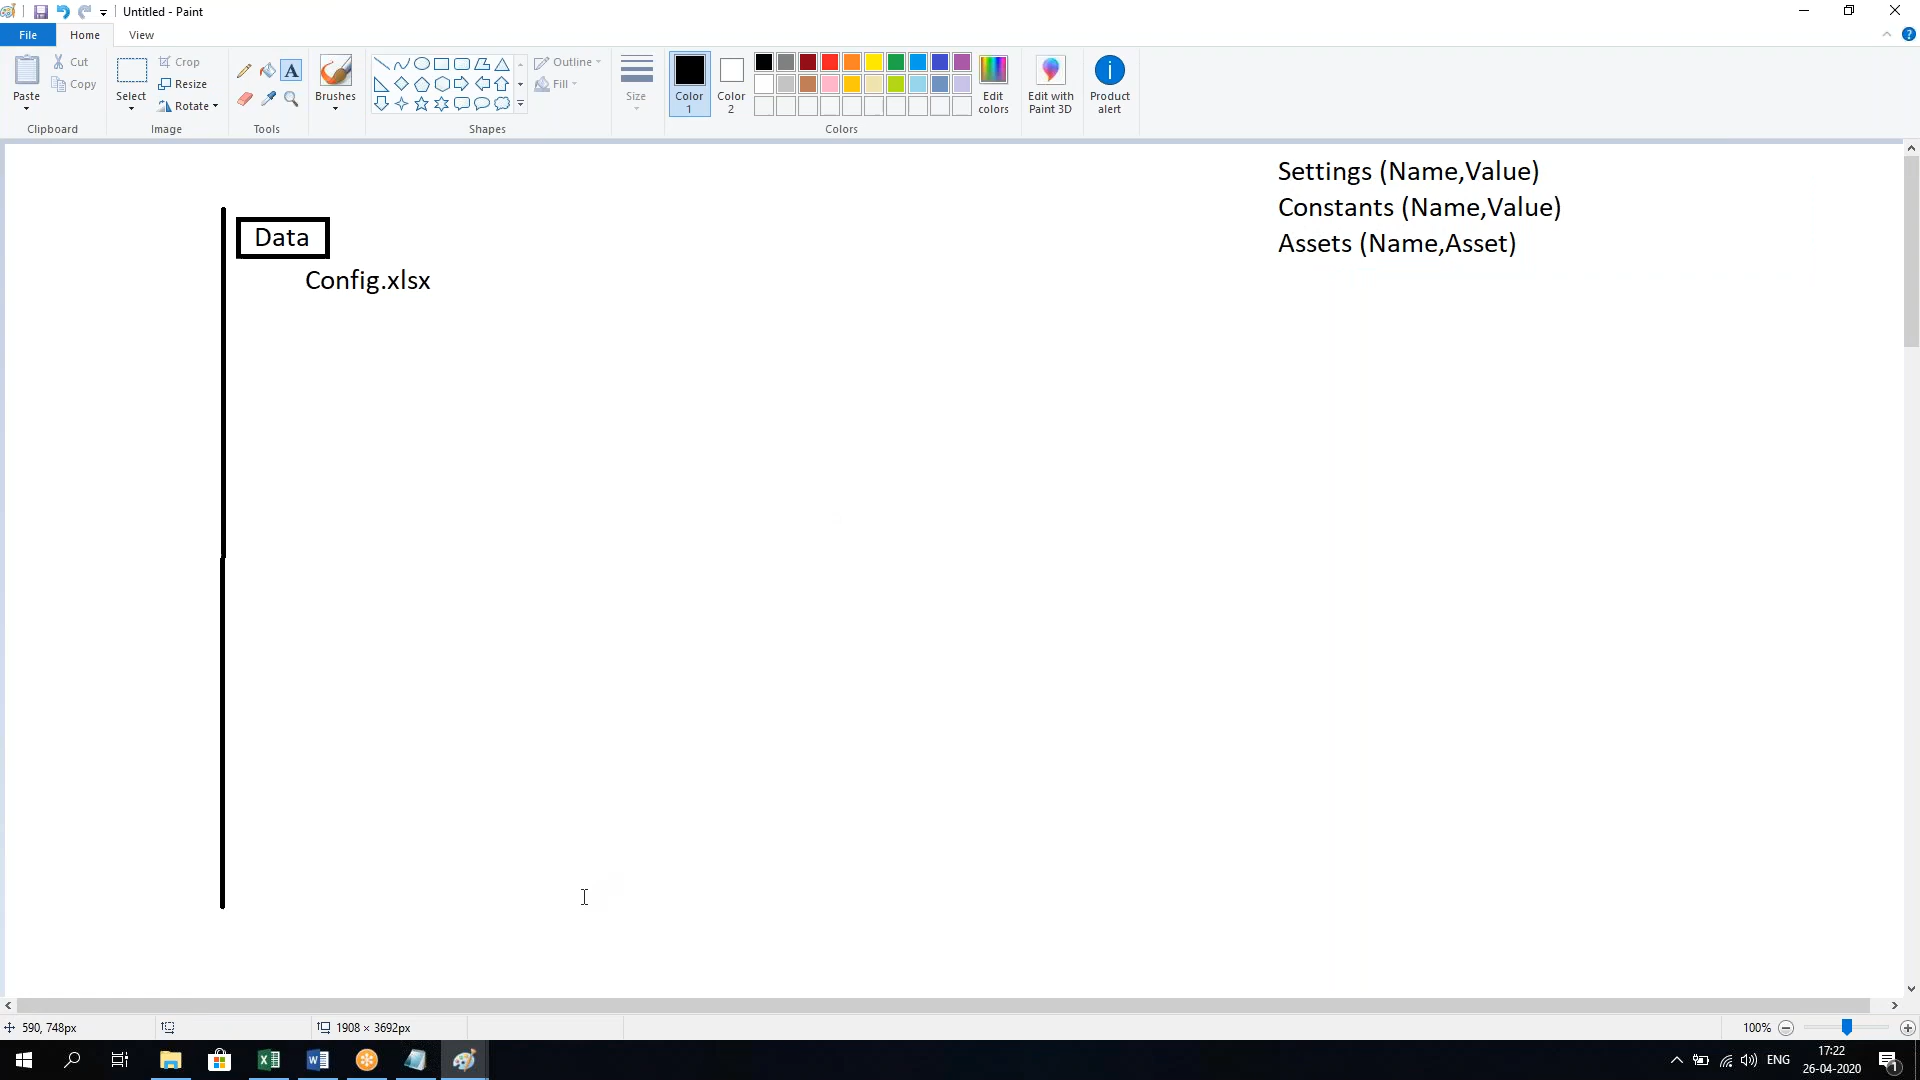 Untitled - Paint
File Home View
Paste
Cut
Copy
Clipboard
Select
Crop
Resize
Rotate
Image
A
Tools
Brushes
Shapes
Outline
Fill
Size
Color 1
Color 2
Colors
Edit colors
Edit with Paint 3D
Product alert
Settings (Name,Value)
Constants (Name,Value)
Assets (Name,Asset)
Data
Config.xlsx
590, 748px
1908 × 3692px
100%
ENG
17:22
26-04-2020
1